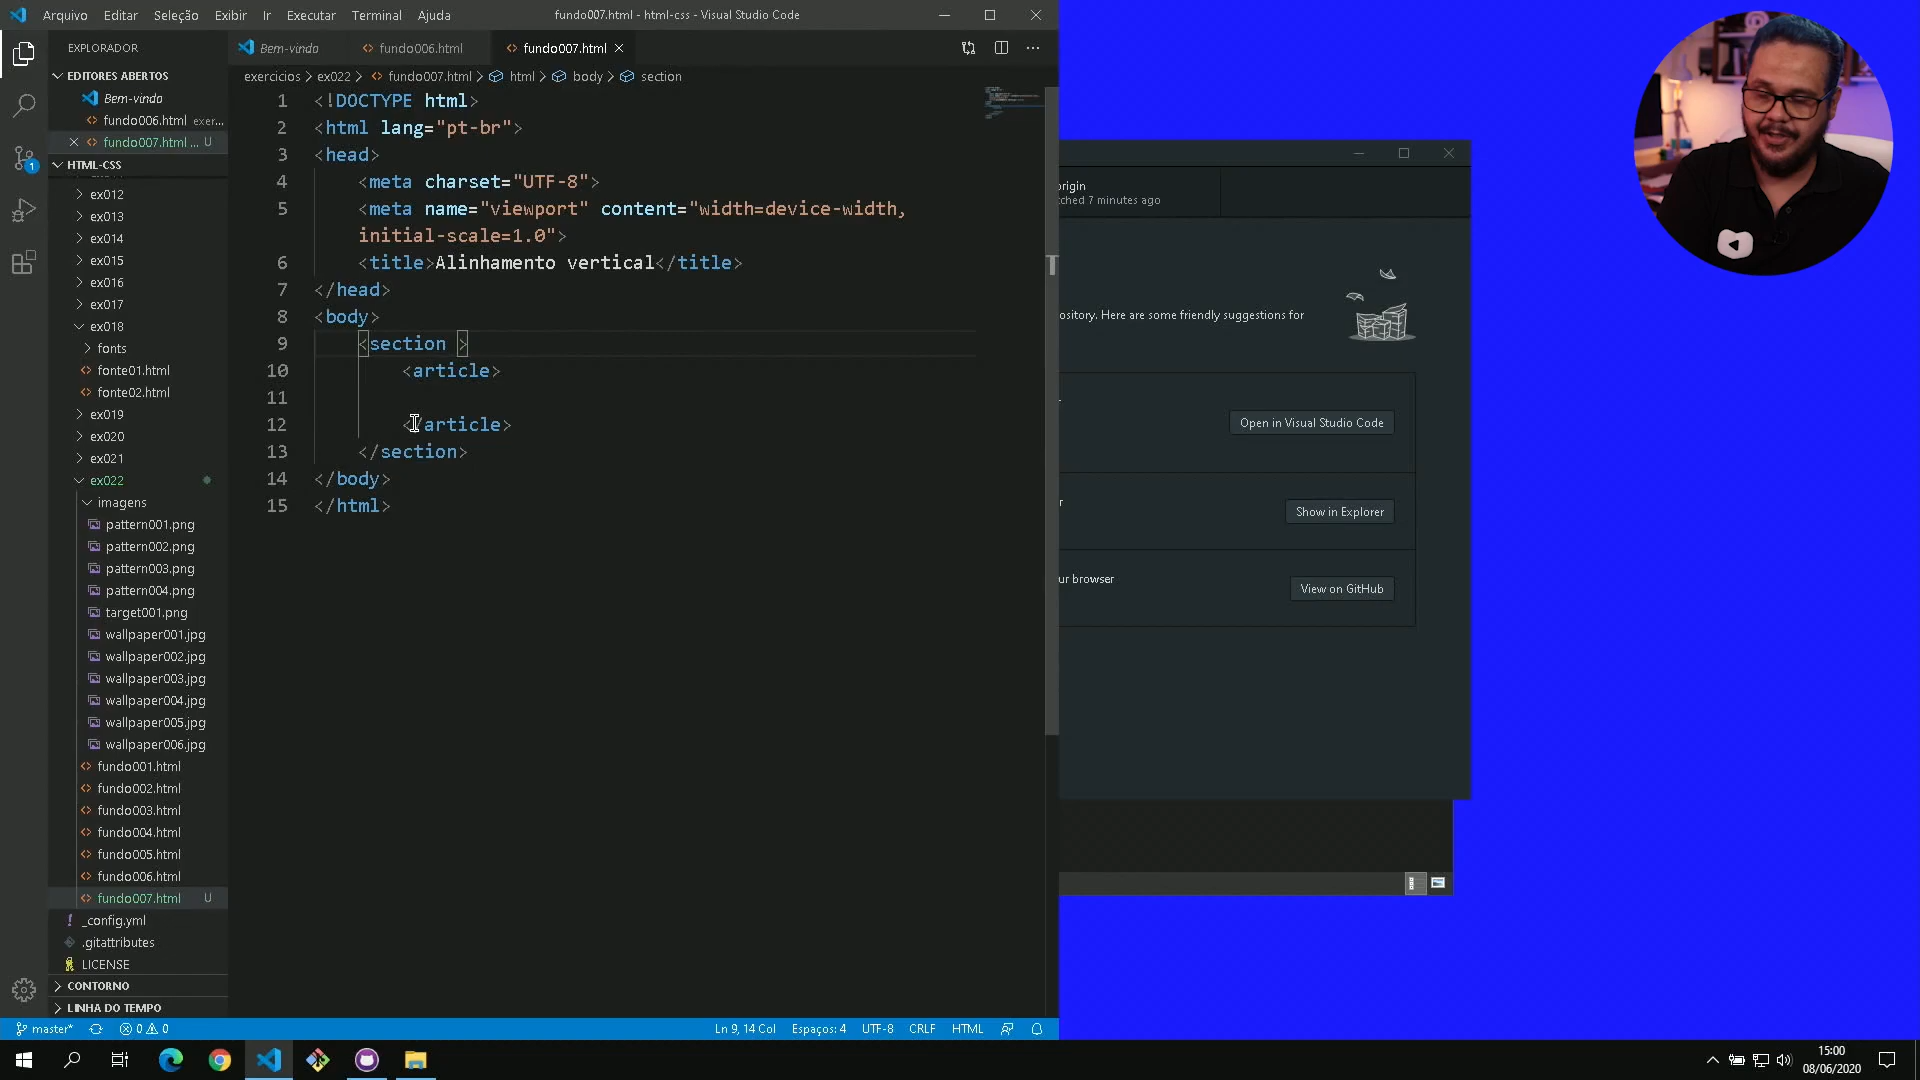 Arquivo Editar Seleção Exibir Ir Executar Terminal Ajuda
fundo007.html - html-css - Visual Studio Code
EXPLORADOR
EDITORES ABERTOS
Bem-vindo
fundo006.html exer...
fundo007.html ... U
HTML-CSS
ex012
ex013
ex014
ex015
ex016
ex017
ex018
fonts
fonte01.html
fonte02.html
ex019
ex020
ex021
ex022
imagens
pattern001.png
pattern002.png
pattern003.png
pattern004.png
target001.png
wallpaper001.jpg
wallpaper002.jpg
wallpaper003.jpg
wallpaper004.jpg
wallpaper005.jpg
wallpaper006.jpg
fundo001.html
fundo002.html
fundo003.html
fundo004.html
fundo005.html
fundo006.html
fundo007.html U
_config.yml
.gitattributes
LICENSE
CONTORNO
LINHA DO TEMPO
Bem-vindo fundo006.html fundo007.html
exercicios > ex022 > fundo007.html > html > body > section
1 <!DOCTYPE html>
2 <html lang="pt-br">
3 <head>
4 <meta charset="UTF-8">
5 <meta name="viewport" content="width=device-width,
initial-scale=1.0">
6 <title>Alinhamento vertical</title>
7 </head>
8 <body>
9 <section >
10 <article>
11
12 </article>
13 </section>
14 </body>
15 </html>
origin
ched 7 minutes ago
ository. Here are some friendly suggestions for
Open in Visual Studio Code
Show in Explorer
ur browser
View on GitHub
master* 0 0 Ln 9, 14 Col Espaços: 4 UTF-8 CRLF HTML
15:00
08/06/2020